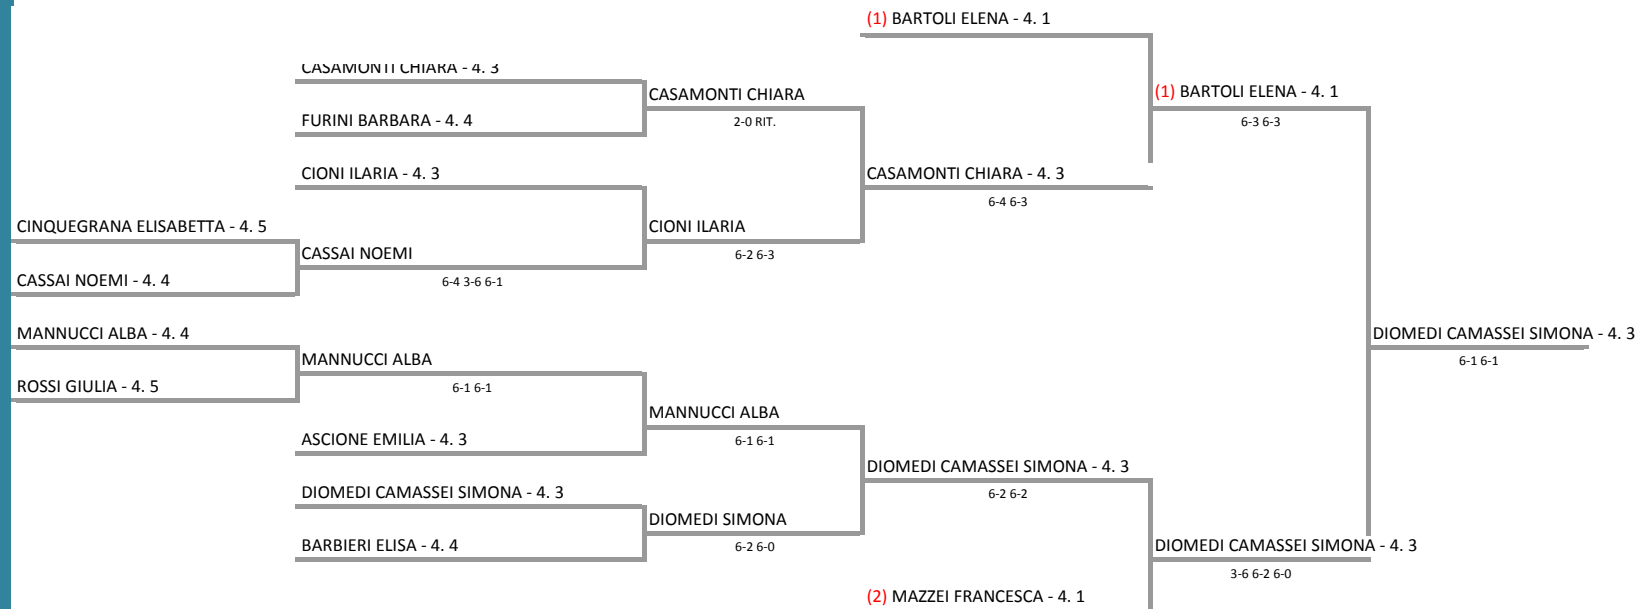 (1) BARTOLI ELENA - 4. 1
CASAMONTI CHIARA - 4. 3
CASAMONTI CHIARA
2-0 RIT.
(1) BARTOLI ELENA - 4. 1
6-3 6-3
FURINI BARBARA - 4. 4
CIONI ILARIA - 4. 3
CASAMONTI CHIARA - 4. 3
6-4 6-3
CINQUEGRANA ELISABETTA - 4. 5
CIONI ILARIA
6-2 6-3
CASSAI NOEMI
6-4 3-6 6-1
CASSAI NOEMI - 4. 4
MANNUCCI ALBA - 4. 4
DIOMEDI CAMASSEI SIMONA - 4. 3
6-1 6-1
MANNUCCI ALBA
6-1 6-1
ROSSI GIULIA - 4. 5
MANNUCCI ALBA
6-1 6-1
ASCIONE EMILIA - 4. 3
DIOMEDI CAMASSEI SIMONA - 4. 3
6-2 6-2
DIOMEDI CAMASSEI SIMONA - 4. 3
DIOMEDI SIMONA
6-2 6-0
BARBIERI ELISA - 4. 4
DIOMEDI CAMASSEI SIMONA - 4. 3
3-6 6-2 6-0
(2) MAZZEI FRANCESCA - 4. 1